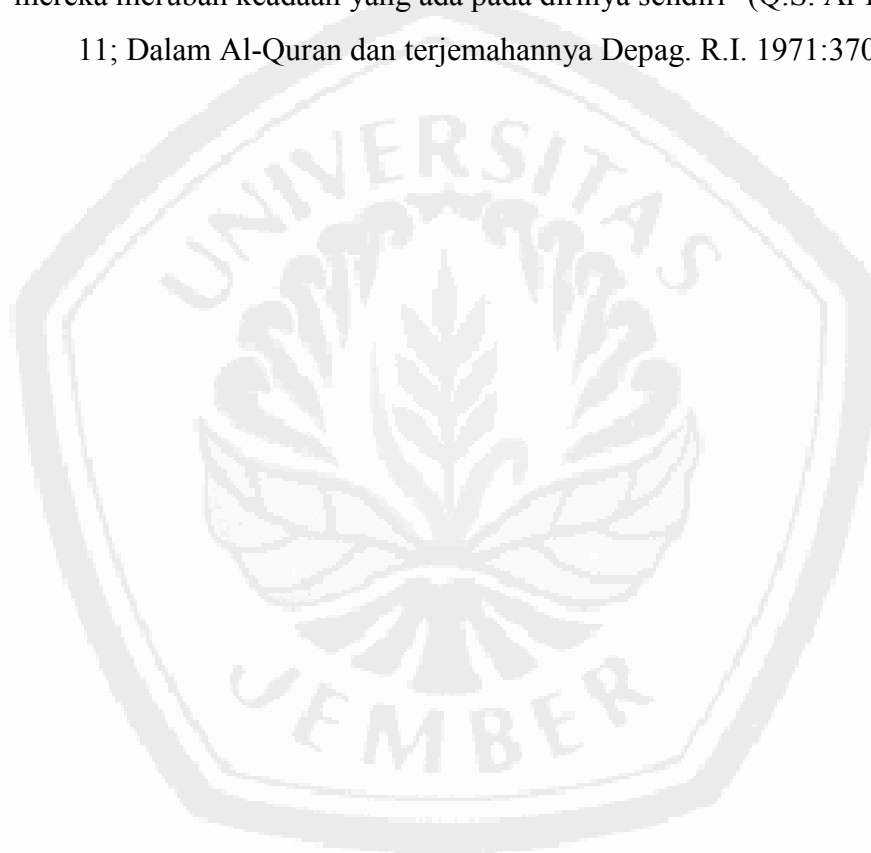 mereka merubah keadaan yang ada pada dirinya sendiri" (Q.S.
11; Dalam Al-Quran dan terjemahannya Depag. R.I. 1971:370
UNIVERSITAS
JEMBER